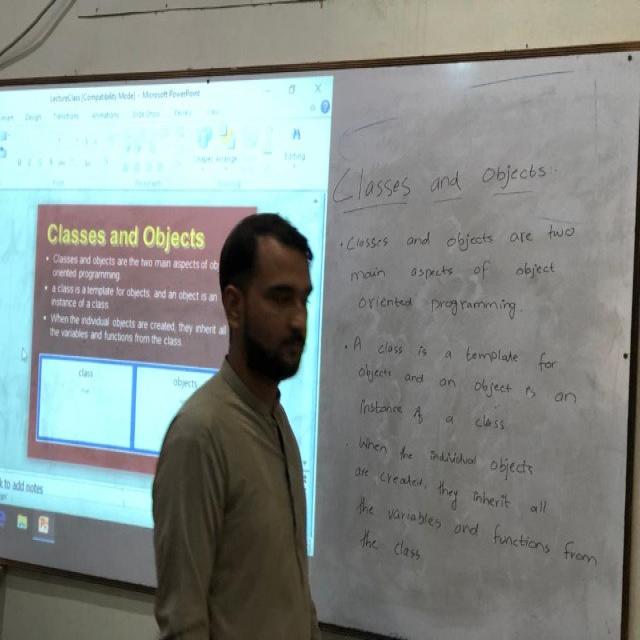 LectureClass [Compatibility Mode] - Microsoft PowerPoint
Design Transitions Animations Slide Show Review
Arrange
Editing
Classes and Objects
• Classes and objects are the two main aspects of
oriented programming
• a class is a template for objects, and an object is an
instance of a class
• When the individual objects are created, they inherit all
the variables and functions from the class
class
objects
to add notes
Classes and Objects
• Classes and objects are two
main aspects of object
oriented programming.
• A class is a template for
objects and an object is an
instance of a class
• When the individual objects
are created, they inherit all
the variables and functions from
the class